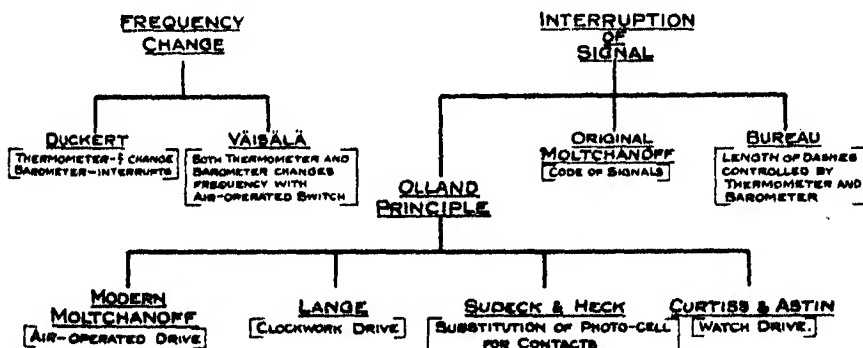 FREQUENCY
CHANGE
INTERRUPTION
OF
SIGNAL
DUCKERT
[THERMOMETER-f CHANGE
BAROMETER-INTERRUPTS]
VÄISÄLÄ
[BOTH THERMOMETER AND
BAROMETER CHANGES
FREQUENCY WITH
AIR-OPERATED SWITCH]
OLLAND
PRINCIPLE
ORIGINAL
MOLTCHANOFF
[CODE OF SIGNALS]
BUREAU
[LENGTH OF DASHES
CONTROLLED BY
THERMOMETER AND
BAROMETER]
MODERN
MOLTCHANOFF
[AIR-OPERATED DRIVE]
LANGE
[CLOCKWORK DRIVE]
SUDECK & HECK
[SUBSTITUTION OF PHOTO-CELL
FOR CONTACTS]
CURTISS & ASTIN
[WATCH DRIVE.]